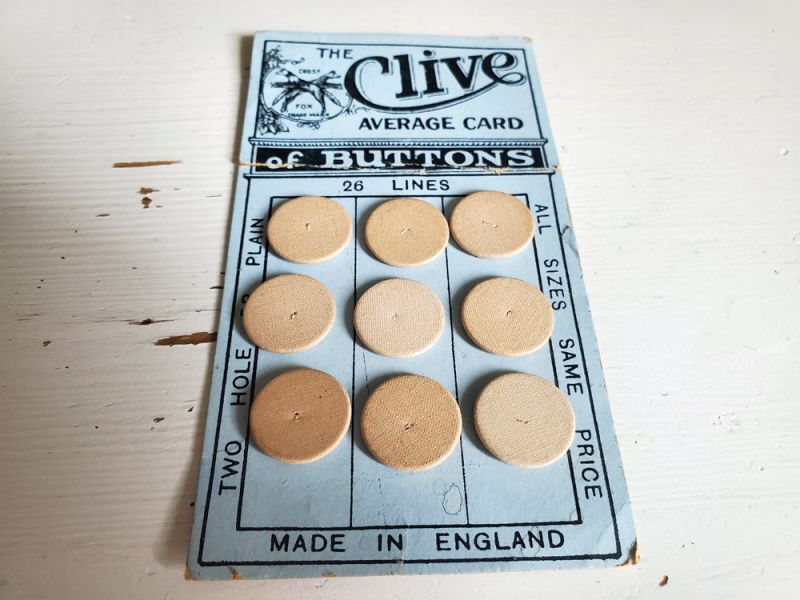 THE Clive
CROSS
FOX
TRADE MARK
AVERAGE CARD
of BUTTONS
26 LINES
TWO HOLE OR PLAIN
ALL SIZES SAME PRICE
MADE IN ENGLAND